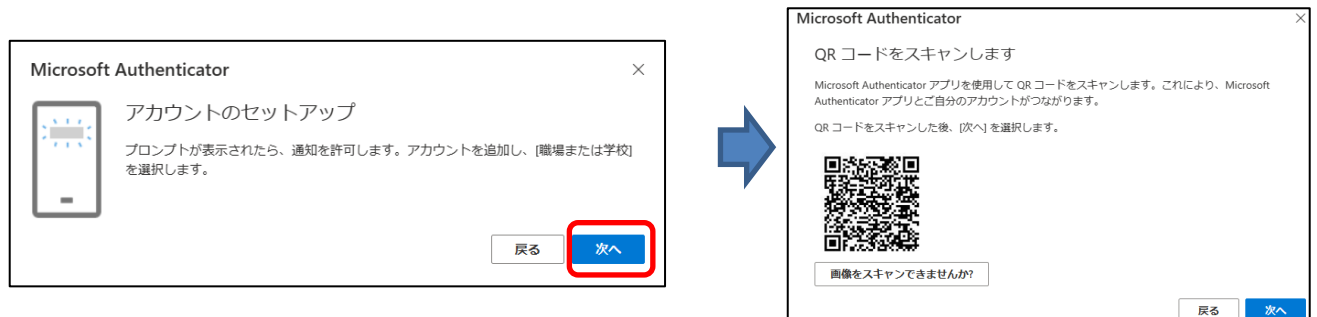 Microsoft Authenticator
アカウントのセットアップ
プロンプトが表示されたら、通知を許可します。アカウントを追加し、[職場または学校]
を選択します。
戻る
次へ
Microsoft Authenticator
QR コードをスキャンします
Microsoft Authenticator アプリを使用して QR コードをスキャンします。これにより、Microsoft
Authenticator アプリとご自分のアカウントがつながります。
QR コードをスキャンした後、[次へ] を選択します。
画像をスキャンできませんか?
戻る
次へ